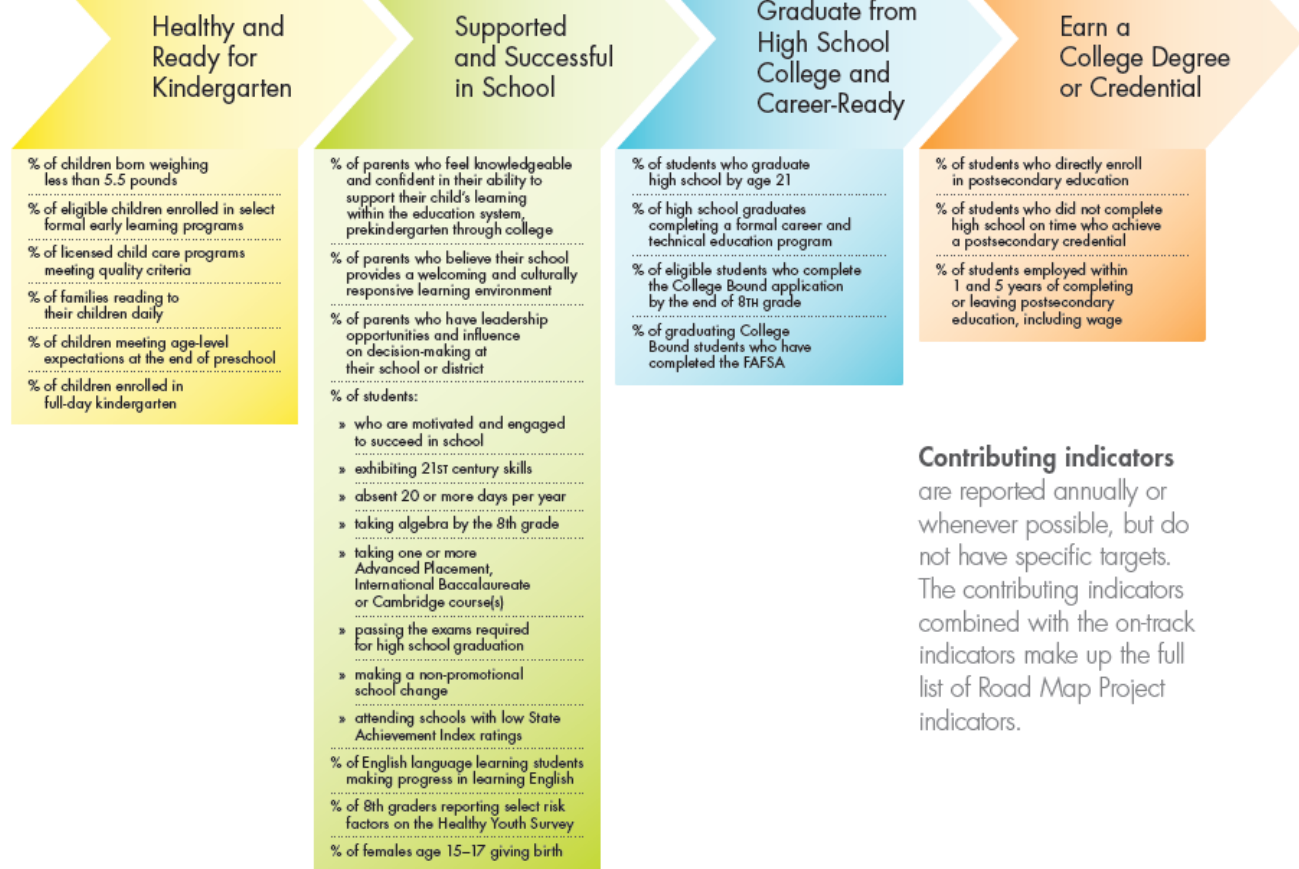 Healthy and
Ready for
Kindergarten
% of children born weighing
less than 5.5 pounds
% of eligible children enrolled in select
formal early learning programs
% of licensed child care programs
meeting quality criteria
% of families reading to
their children daily
% of children meeting age-level
expectations at the end of preschool
% of children enrolled in
full-day kindergarten
Supported
and Successful
in School
% of parents who feel knowledgeable
and confident in their ability to
support their child's learning
within the education system,
prekindergarten through college
% of parents who believe their school
provides a welcoming and culturally
responsive learning environment
% of parents who have leadership
opportunities and influence
on decision-making at
their school or district
% of students:
» who are motivated and engaged
to succeed in school
» exhibiting 21ST century skills
» absent 20 or more days per year
» taking algebra by the 8th grade
» taking one or more
Advanced Placement,
International Baccalaureate
or Cambridge course(s)
» passing the exams required
for high school graduation
» making a non-promotional
school change
» attending schools with low State
Achievement Index ratings
% of English language learning students
making progress in learning English
% of 8th graders reporting select risk
factors on the Healthy Youth Survey
% of females age 15–17 giving birth
Graduate from
High School
College and
Career-Ready
% of students who graduate
high school by age 21
% of high school graduates
completing a formal career and
technical education program
% of eligible students who complete
the College Bound application
by the end of 8TH grade
% of graduating College
Bound students who have
completed the FAFSA
Earn a
College Degree
or Credential
% of students who directly enroll
in postsecondary education
% of students who did not complete
high school on time who achieve
a postsecondary credential
% of students employed within
1 and 5 years of completing
or leaving postsecondary
education, including wage
Contributing indicators
are reported annually or
whenever possible, but do
not have specific targets.
The contributing indicators
combined with the on-track
indicators make up the full
list of Road Map Project
indicators.